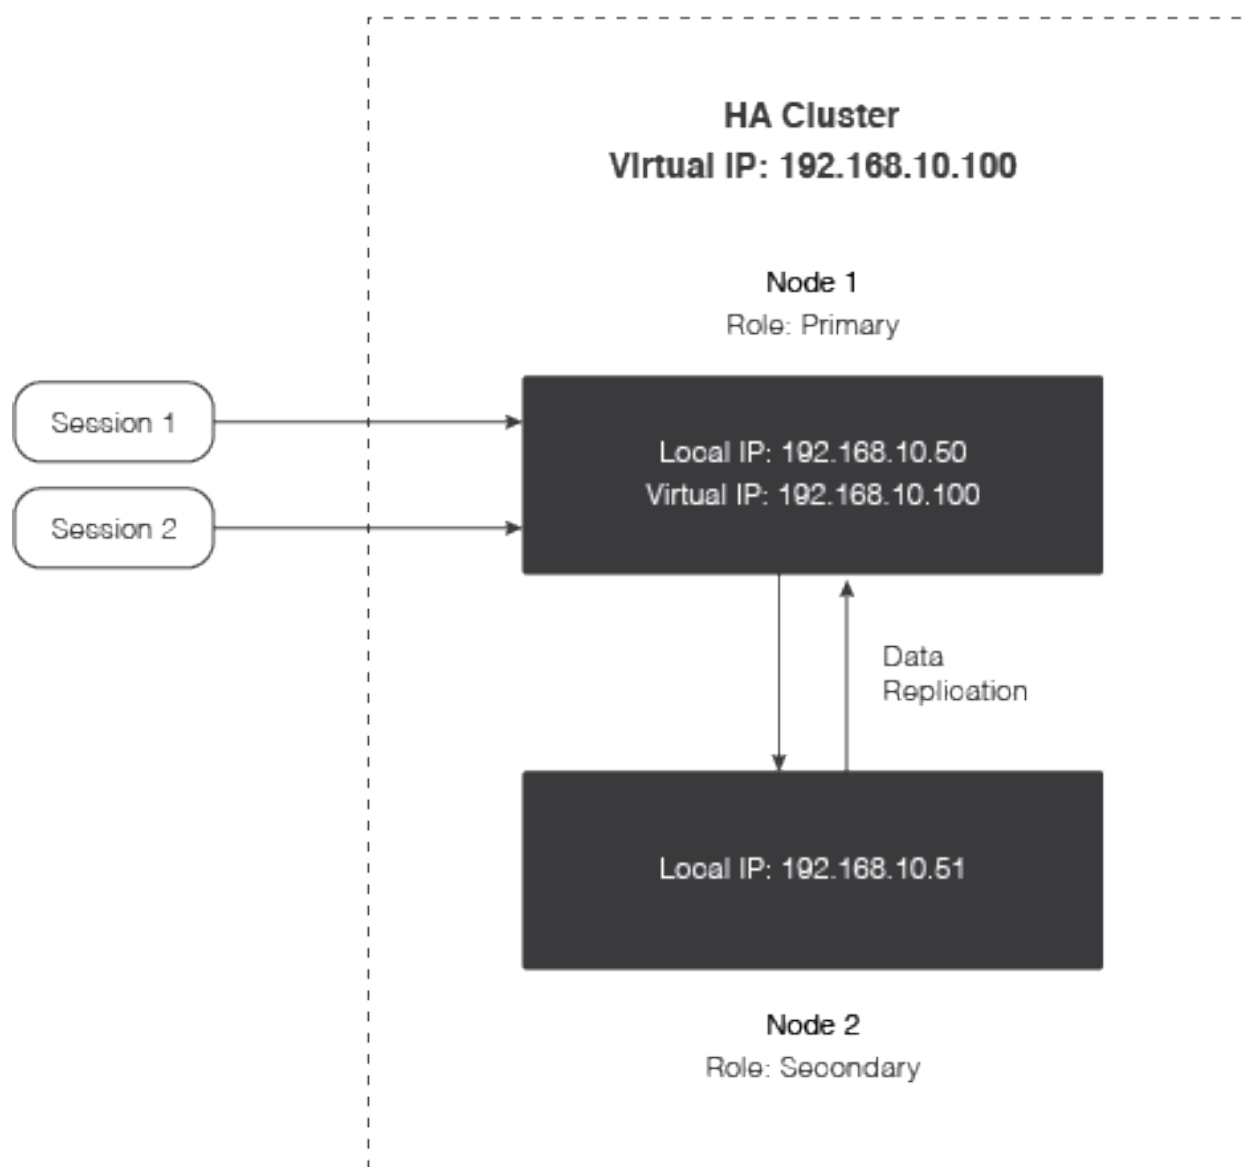 HA Cluster
Virtual IP: 192.168.10.100
Node 1
Role: Primary
Session 1
Session 2
Local IP: 192.168.10.50
Virtual IP: 192.168.10.100
Data
Replication
Local IP: 192.168.10.51
Node 2
Role: Secondary